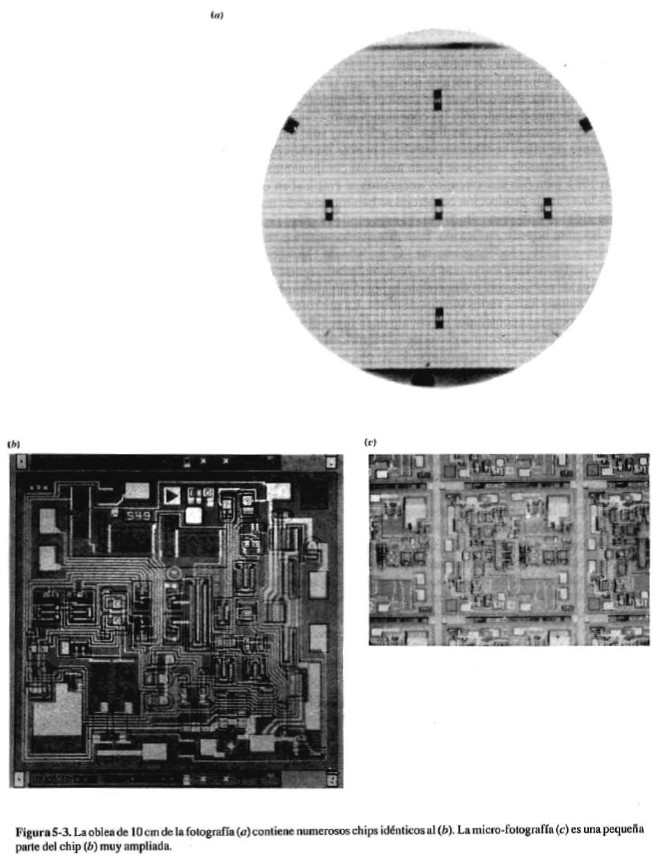 (a)
(b)
(c)
549
Figura 5-3. La oblea de 10 cm de la fotografía (a) contiene numerosos chips idénticos al (b). La micro-fotografía (c) es una pequeña
parte del chip (b) muy ampliada.